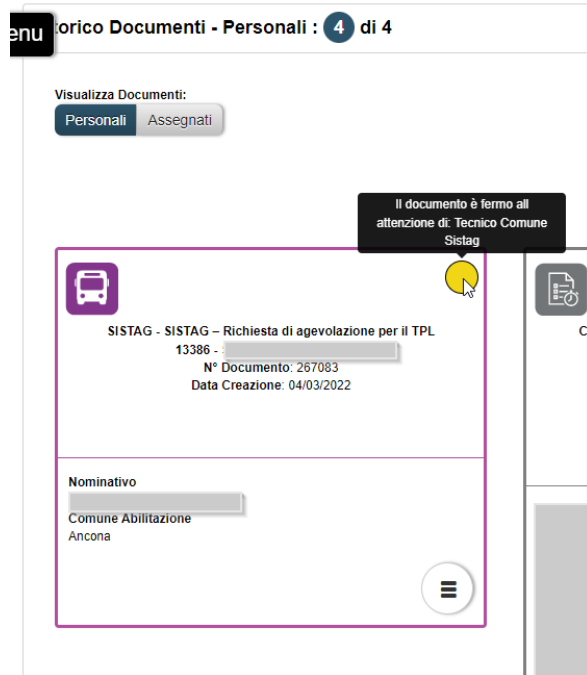 enu
torico Documenti - Personali : 4 di 4
Visualizza Documenti:
Personali Assegnati
Il documento è fermo all
attenzione di: Tecnico Comune
Sistag
SISTAG - SISTAG – Richiesta di agevolazione per il TPL
13386 -
N° Documento: 267083
Data Creazione: 04/03/2022
C
Nominativo
Comune Abilitazione
Ancona